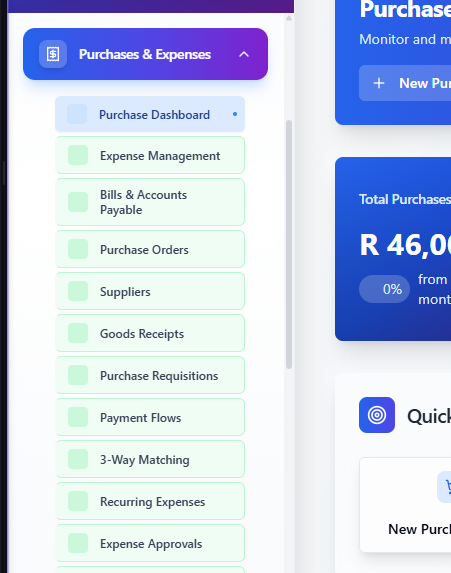 Purchases & Expenses
Purchase Dashboard
Expense Management
Bills & Accounts
Payable
Purchase Orders
Suppliers
Goods Receipts
Purchase Requisitions
Payment Flows
3-Way Matching
Recurring Expenses
Expense Approvals
Purchase
Monitor and m
New Pur
Total Purchases
R 46,00
0%
from
mont
Quick
New Purch